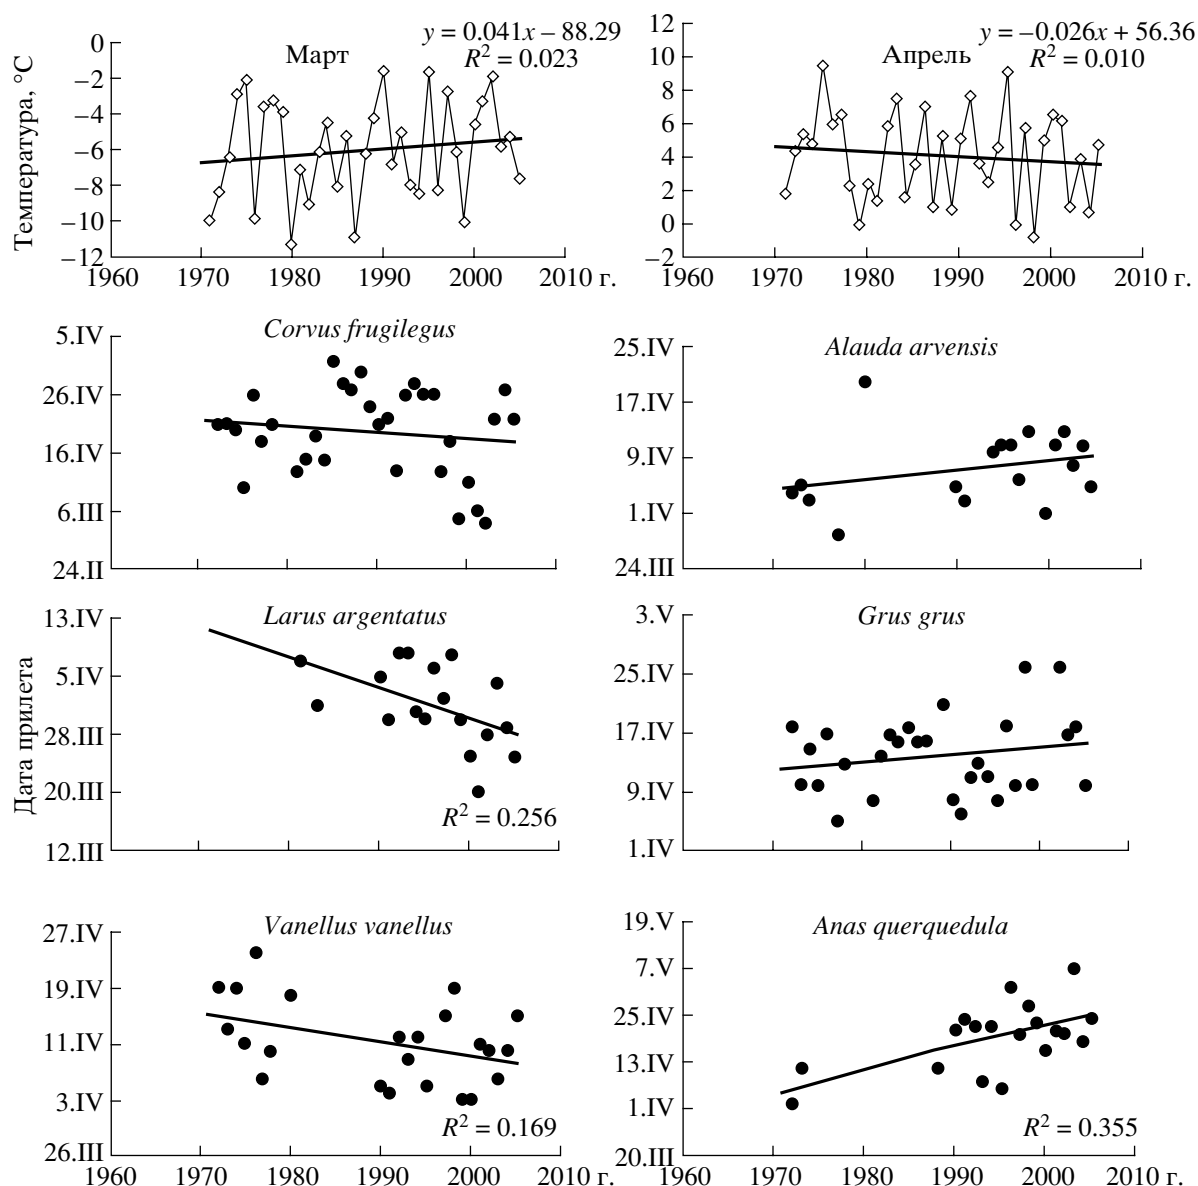 y = 0.041x – 88.29
R² = 0.023
Март
Температура, °C
0
–2
–4
–6
–8
–10
–12
1960
1970
1980
1990
2000
2010 г.
y = –0.026x + 56.36
R² = 0.010
Апрель
12
10
8
6
4
2
0
–2
1960
1970
1980
1990
2000
2010 г.
Corvus frugilegus
5.IV
26.IV
16.IV
6.III
24.II
Alauda arvensis
25.IV
17.IV
9.IV
1.IV
24.III
Дата прилета
Larus argentatus
13.IV
5.IV
28.III
20.III
12.III
R² = 0.256
Grus grus
3.V
25.IV
17.IV
9.IV
1.IV
Vanellus vanellus
27.IV
19.IV
11.IV
3.IV
26.III
R² = 0.169
1960
1970
1980
1990
2000
2010 г.
Anas querquedula
19.V
7.V
25.IV
13.IV
1.IV
20.III
R² = 0.355
1960
1970
1980
1990
2000
2010 г.